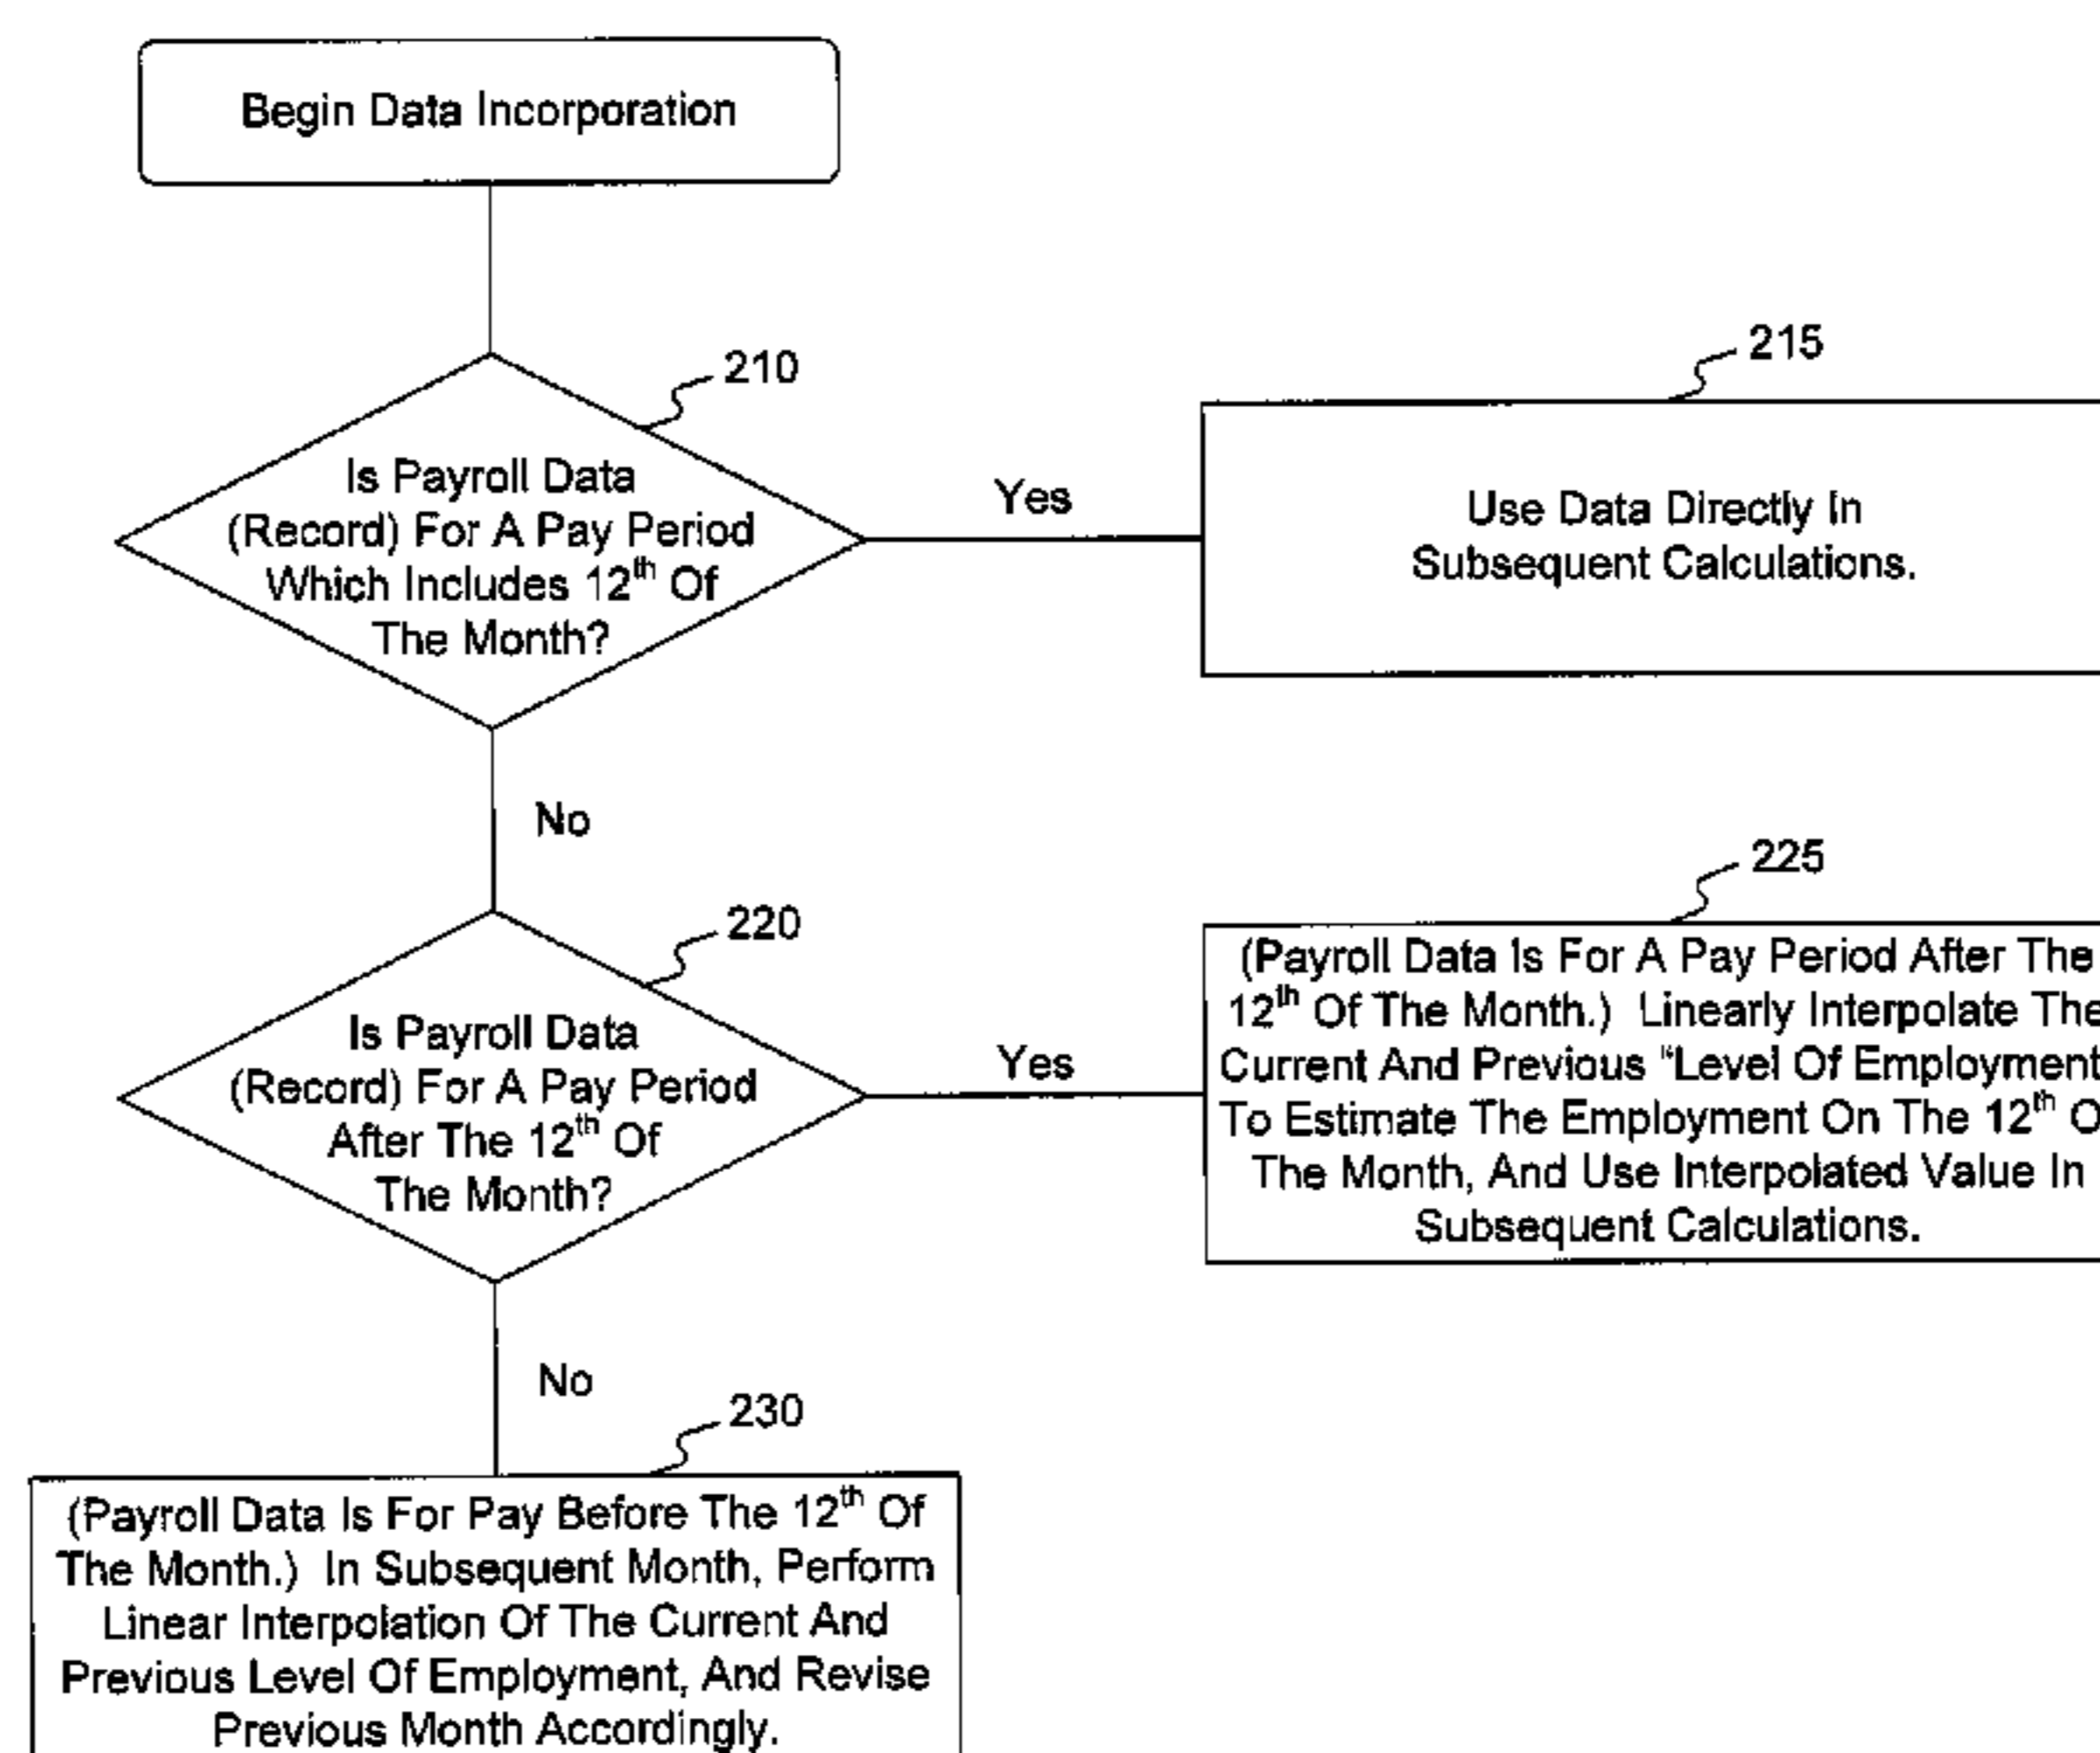 Begin Data Incorporation
210
Is Payroll Data
(Record) For A Pay Period
Which Includes 12th Of
The Month?
Yes
215
Use Data Directly In
Subsequent Calculations.
No
220
Is Payroll Data
(Record) For A Pay Period
After The 12th Of
The Month?
Yes
225
(Payroll Data Is For A Pay Period After The
12th Of The Month.) Linearly Interpolate The
Current And Previous "Level Of Employment
To Estimate The Employment On The 12th O
The Month, And Use Interpolated Value In
Subsequent Calculations.
No
230
(Payroll Data Is For Pay Before The 12th Of
The Month.) In Subsequent Month, Perform
Linear Interpolation Of The Current And
Previous Level Of Employment, And Revise
Previous Month Accordingly.